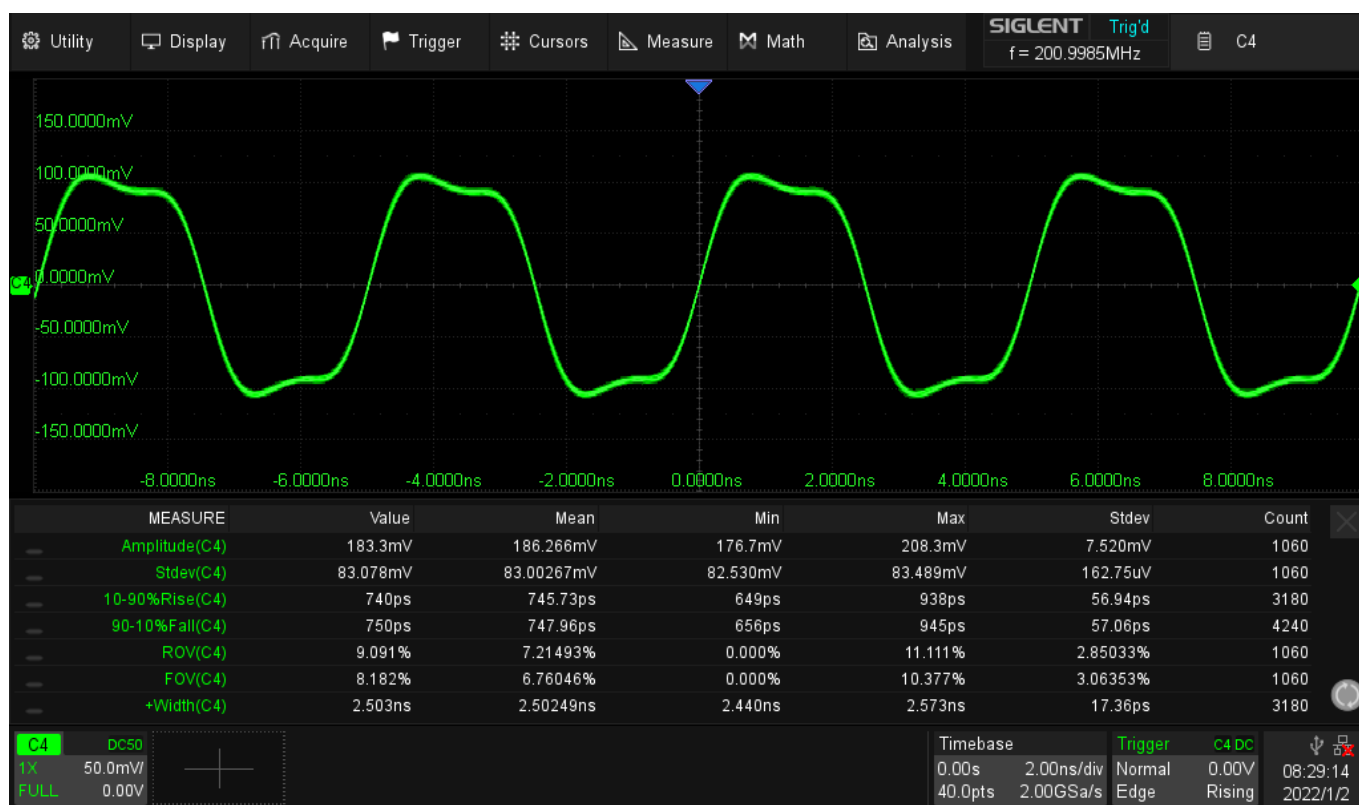 Utility Display Acquire Trigger Cursors Measure Math Analysis SIGLENT Trig'd C4
f = 200.9985MHz
150.0000mV
100.0000mV
50.0000mV
C4 0.0000mV
-50.0000mV
-100.0000mV
-150.0000mV
-8.0000ns -6.0000ns -4.0000ns -2.0000ns 0.0000ns 2.0000ns 4.0000ns 6.0000ns 8.0000ns
MEASURE Value Mean Min Max Stdev Count
Amplitude(C4) 183.3mV 186.266mV 176.7mV 208.3mV 7.520mV 1060
Stdev(C4) 83.078mV 83.00267mV 82.530mV 83.489mV 162.75uV 1060
10-90%Rise(C4) 740ps 745.73ps 649ps 938ps 56.94ps 3180
90-10%Fall(C4) 750ps 747.96ps 656ps 945ps 57.06ps 4240
ROV(C4) 9.091% 7.21493% 0.000% 11.111% 2.85033% 1060
FOV(C4) 8.182% 6.76046% 0.000% 10.377% 3.06353% 1060
+Width(C4) 2.503ns 2.50249ns 2.440ns 2.573ns 17.36ps 3180
C4 DC50 Timebase Trigger C4 DC
1X 50.0mV/ 0.00s 2.00ns/div Normal 0.00V 08:29:14
FULL 0.00V 40.0pts 2.00GSa/s Edge Rising 2022/1/2